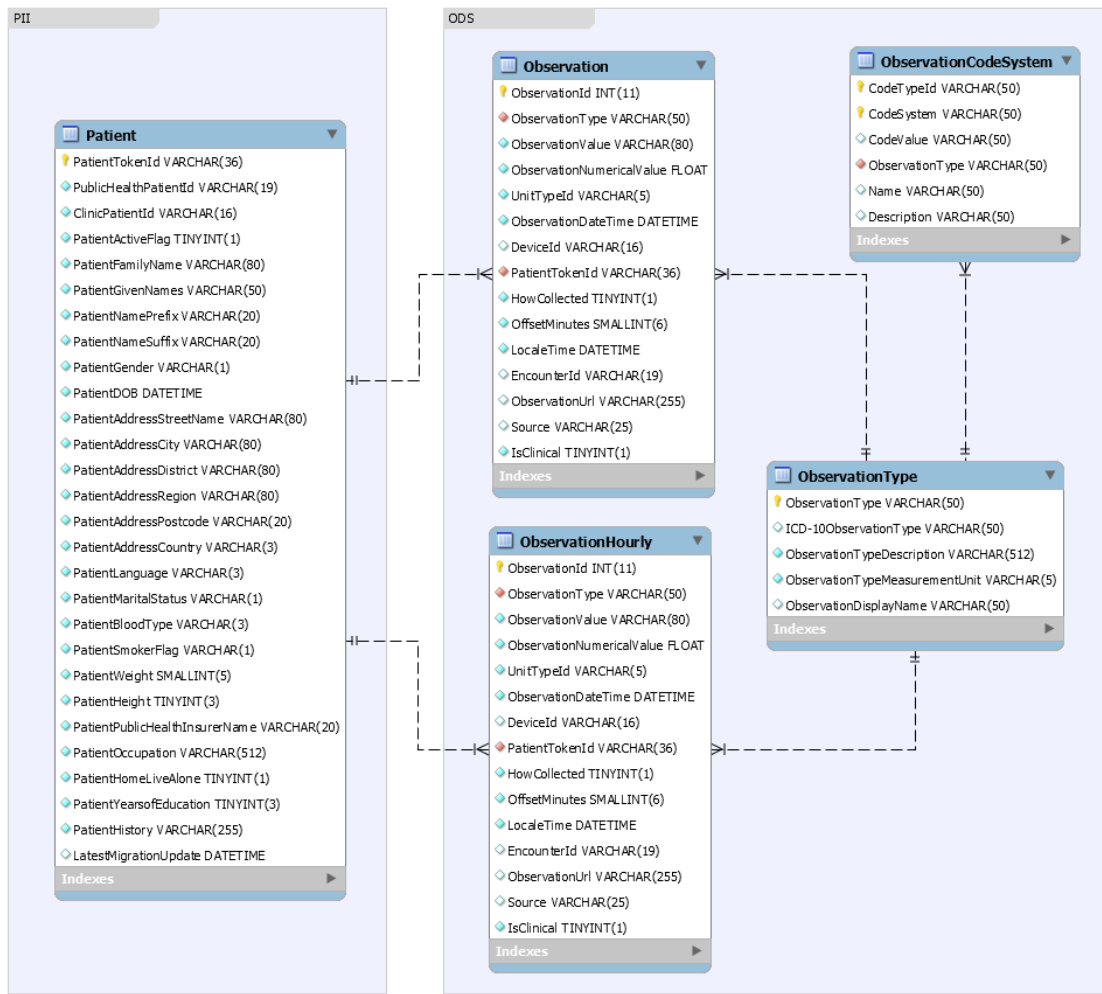 PII
Patient
PatientTokenId VARCHAR(36)
PublicHealthPatientId VARCHAR(19)
ClinicPatientId VARCHAR(16)
PatientActiveFlag TINYINT(1)
PatientFamilyName VARCHAR(80)
PatientGivenNames VARCHAR(50)
PatientNamePrefix VARCHAR(20)
PatientNameSuffix VARCHAR(20)
PatientGender VARCHAR(1)
PatientDOB DATETIME
PatientAddressStreetName VARCHAR(80)
PatientAddressCity VARCHAR(80)
PatientAddressDistrict VARCHAR(80)
PatientAddressRegion VARCHAR(80)
PatientAddressPostcode VARCHAR(20)
PatientAddressCountry VARCHAR(3)
PatientLanguage VARCHAR(3)
PatientMaritalStatus VARCHAR(1)
PatientBloodType VARCHAR(3)
PatientSmokerFlag VARCHAR(1)
PatientWeight SMALLINT(5)
PatientHeight TINYINT(3)
PatientPublicHealthInsurerName VARCHAR(20)
PatientOccupation VARCHAR(512)
PatientHomeLiveAlone TINYINT(1)
PatientYearsofEducation TINYINT(3)
PatientHistory VARCHAR(255)
LatestMigrationUpdate DATETIME
Indexes
ODS
Observation
ObservationId INT(11)
ObservationType VARCHAR(50)
ObservationValue VARCHAR(80)
ObservationNumericalValue FLOAT
UnitTypeId VARCHAR(5)
ObservationDateTime DATETIME
DeviceId VARCHAR(16)
PatientTokenId VARCHAR(36)
HowCollected TINYINT(1)
OffsetMinutes SMALLINT(6)
LocaleTime DATETIME
EncounterId VARCHAR(19)
ObservationUrl VARCHAR(255)
Source VARCHAR(25)
IsClinical TINYINT(1)
Indexes
ObservationCodeSystem
CodeTypeId VARCHAR(50)
CodeSystem VARCHAR(50)
CodeValue VARCHAR(50)
ObservationType VARCHAR(50)
Name VARCHAR(50)
Description VARCHAR(50)
Indexes
ObservationType
ObservationType VARCHAR(50)
ICD-10ObservationType VARCHAR(50)
ObservationTypeDescription VARCHAR(512)
ObservationTypeMeasurementUnit VARCHAR(5)
ObservationDisplayName VARCHAR(50)
Indexes
ObservationHourly
ObservationId INT(11)
ObservationType VARCHAR(50)
ObservationValue VARCHAR(80)
ObservationNumericalValue FLOAT
UnitTypeId VARCHAR(5)
ObservationDateTime DATETIME
DeviceId VARCHAR(16)
PatientTokenId VARCHAR(36)
HowCollected TINYINT(1)
OffsetMinutes SMALLINT(6)
LocaleTime DATETIME
EncounterId VARCHAR(19)
ObservationUrl VARCHAR(255)
Source VARCHAR(25)
IsClinical TINYINT(1)
Indexes